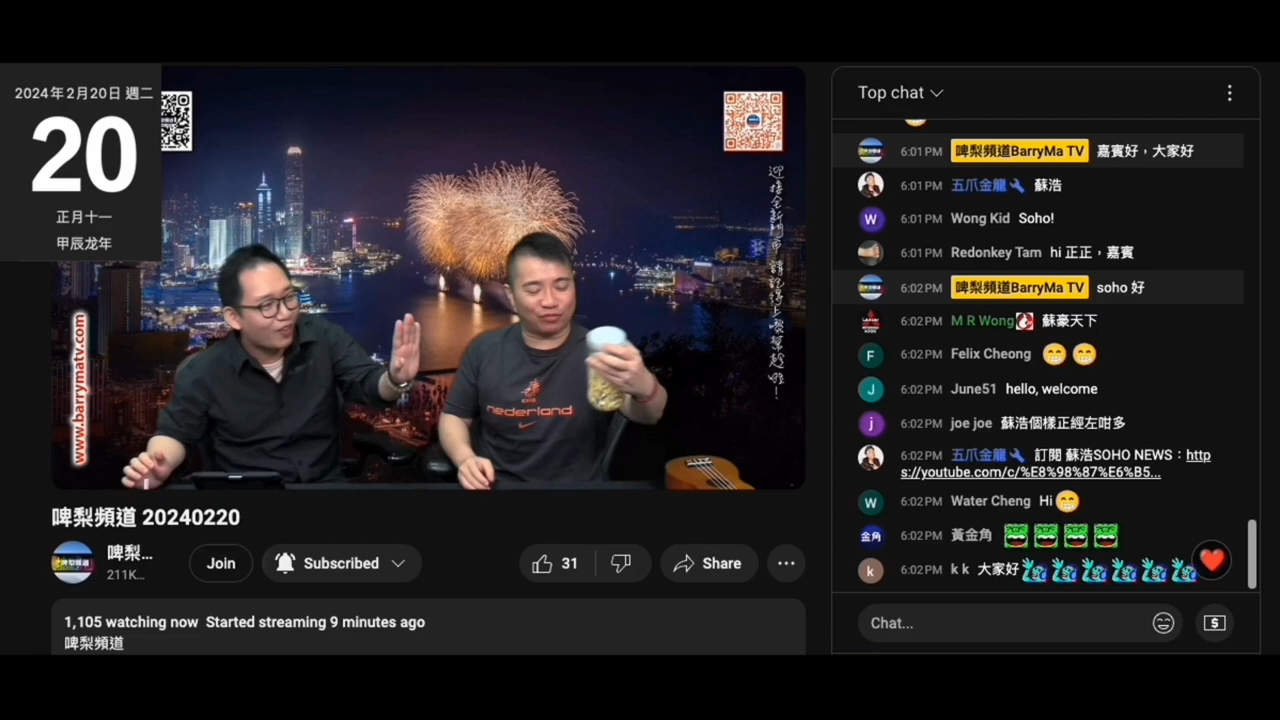 2024年2月20日 週二
20
正月十一
甲辰龙年
www.barrymatv.com
nederland
啤梨頻道 20240220
啤梨...
211K...
Join
Subscribed
31
Share
1,105 watching now Started streaming 9 minutes ago
啤梨頻道
Top chat
6:01 PM 啤梨頻道BarryMa TV 嘉賓好，大家好
6:01 PM 五爪金龍 蘇浩
6:01 PM Wong Kid Soho!
6:01 PM Redonkey Tam hi 正正，嘉賓
6:02 PM 啤梨頻道BarryMa TV soho 好
6:02 PM M R Wong 蘇豪天下
6:02 PM Felix Cheong
6:02 PM June51 hello, welcome
6:02 PM joe joe 蘇浩個樣正經左咁多
6:02 PM 五爪金龍 訂閱 蘇浩SOHO NEWS：http
s://youtube.com/c/%E8%98%87%E6%B5...
6:02 PM Water Cheng Hi
6:02 PM 黃金角
6:02 PM k k 大家好
Chat...